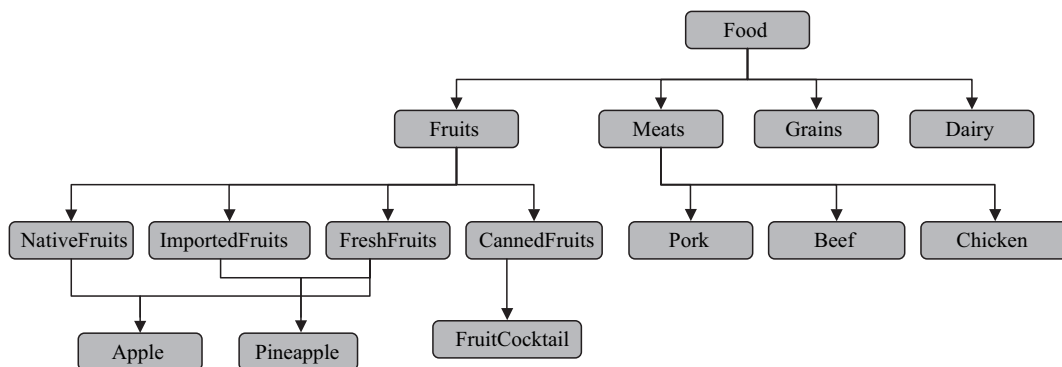 Food
Fruits
Meats
Grains
Dairy
NativeFruits
ImportedFruits
FreshFruits
CannedFruits
Pork
Beef
Chicken
Apple
Pineapple
FruitCocktail